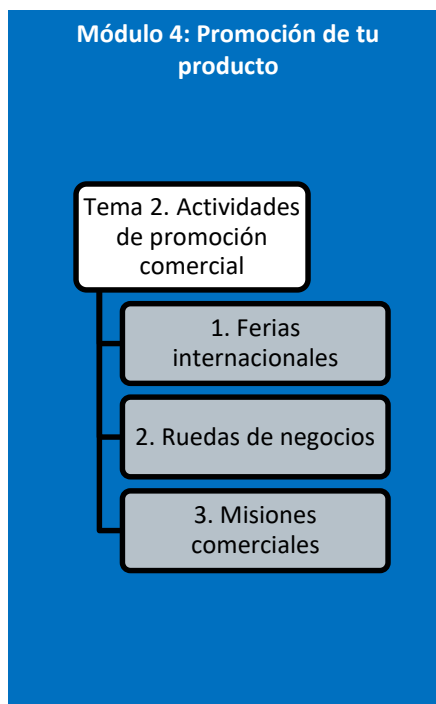 Módulo 4: Promoción de tu
producto
Tema 2. Actividades
de promoción
comercial
1. Ferias
internacionales
2. Ruedas de negocios
3. Misiones
comerciales